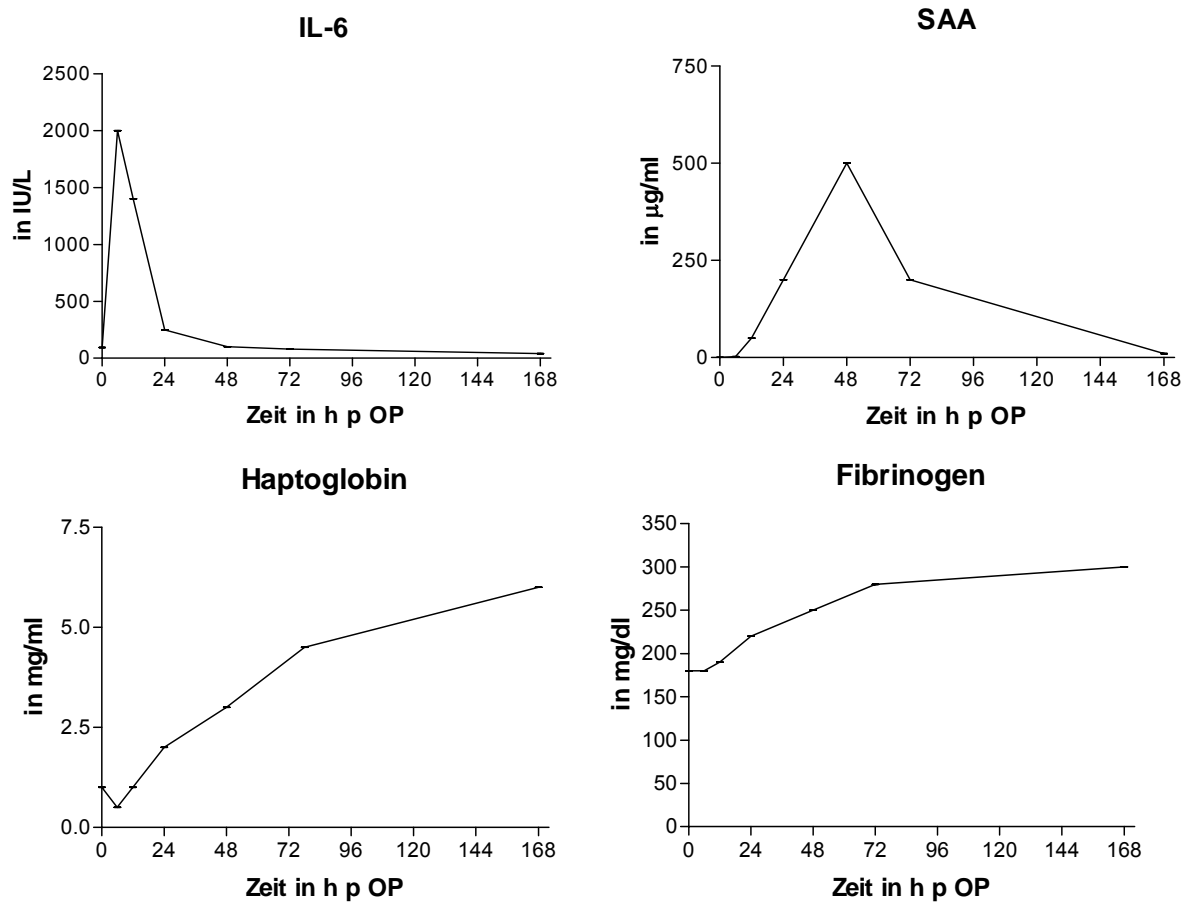 IL-6
in IU/L
2500
2000
1500
1000
500
0
0 24 48 72 96 120 144 168
Zeit in h p OP
SAA
in µg/ml
750
500
250
0
0 24 48 72 96 120 144 168
Zeit in h p OP
Haptoglobin
in mg/ml
7.5
5.0
2.5
0.0
0 24 48 72 96 120 144 168
Zeit in h p OP
Fibrinogen
in mg/dl
350
300
250
200
150
100
50
0
0 24 48 72 96 120 144 168
Zeit in h p OP